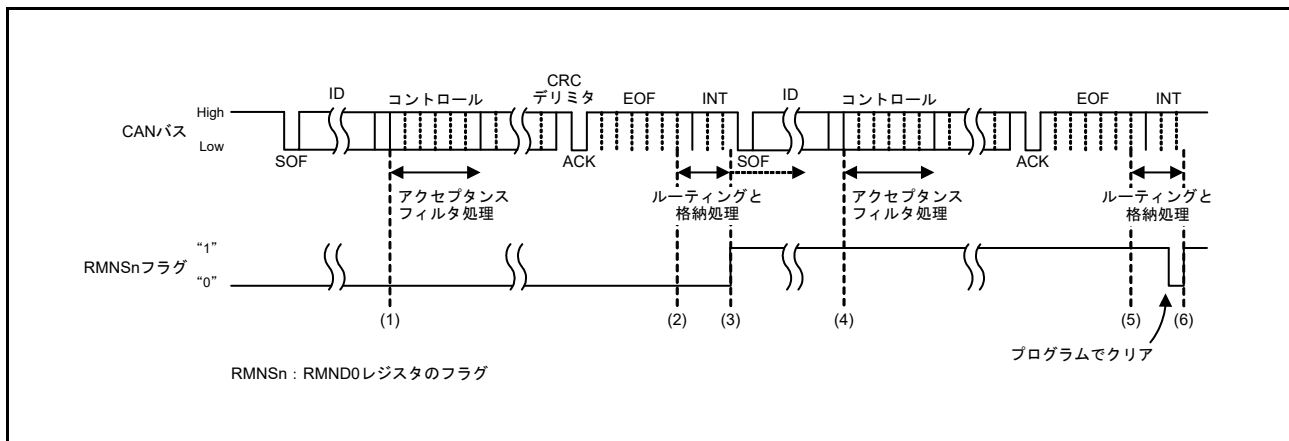 CRC
ID コントロール デリミタ EOF INT ID コントロール EOF INT
High
CANバス
Low
SOF ACK SOF ACK
アクセプタンス
フィルタ処理
ルーティングと
格納処理
アクセプタンス
フィルタ処理
ルーティングと
格納処理
“1”
RMNSnフラグ
“0”
(1) (2) (3) (4) (5) (6)
プログラムでクリア
RMNSn：RMND0レジスタのフラグ